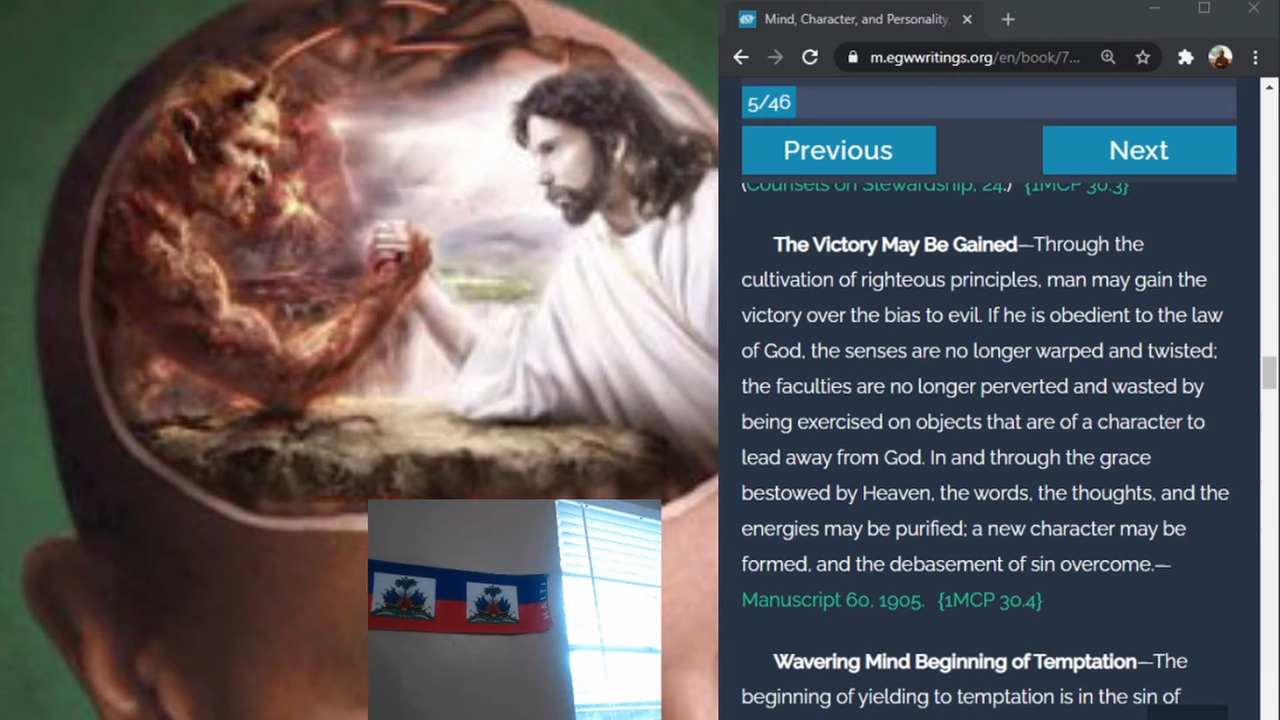 Mind, Character, and Personality,
m.egwwritings.org/en/book/7...
5/46
Previous
Next
(Counsels on Stewardship, 24.) {1MCP 30.3}
The Victory May Be Gained—Through the
cultivation of righteous principles, man may gain the
victory over the bias to evil. If he is obedient to the law
of God, the senses are no longer warped and twisted;
the faculties are no longer perverted and wasted by
being exercised on objects that are of a character to
lead away from God. In and through the grace
bestowed by Heaven, the words, the thoughts, and the
energies may be purified; a new character may be
formed, and the debasement of sin overcome.—
Manuscript 60, 1905. {1MCP 30.4}
Wavering Mind Beginning of Temptation—The
beginning of yielding to temptation is in the sin of
HAITI